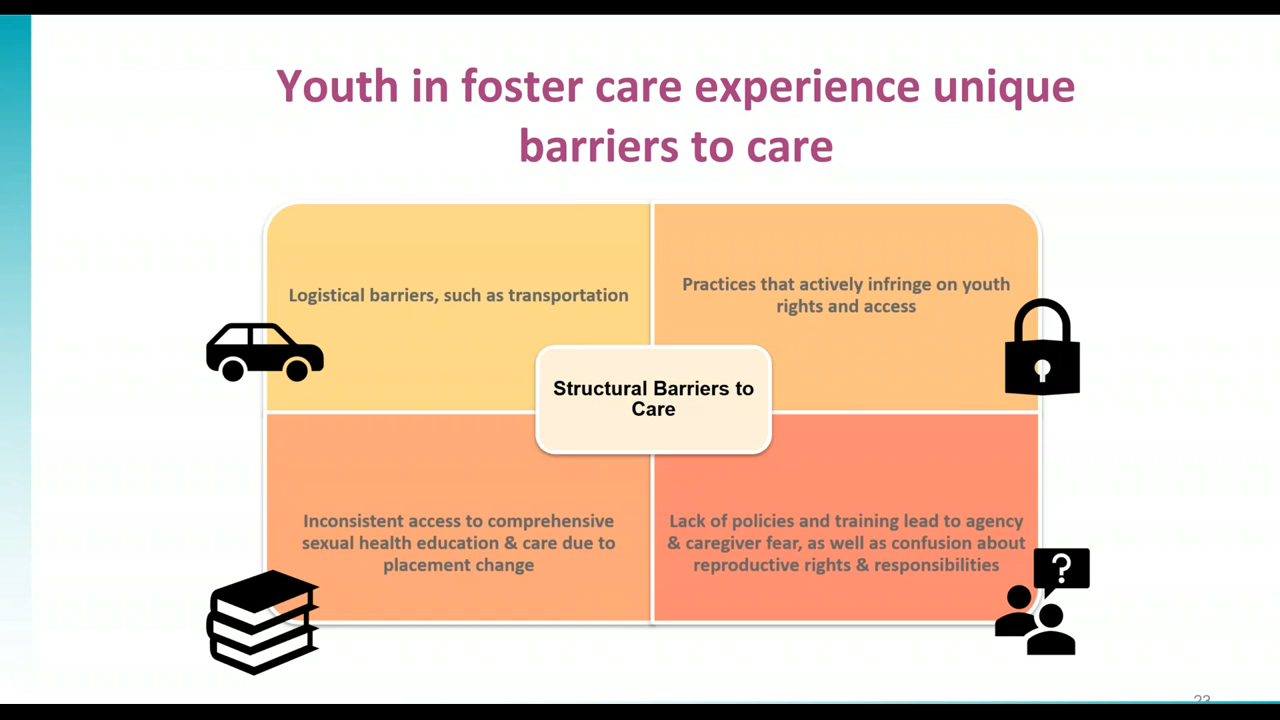 Youth in foster care experience unique
barriers to care
Logistical barriers, such as transportation
Practices that actively infringe on youth
rights and access
Structural Barriers to
Care
Inconsistent access to comprehensive
sexual health education & care due to
placement change
Lack of policies and training lead to agency
& caregiver fear, as well as confusion about
reproductive rights & responsibilities
?
23